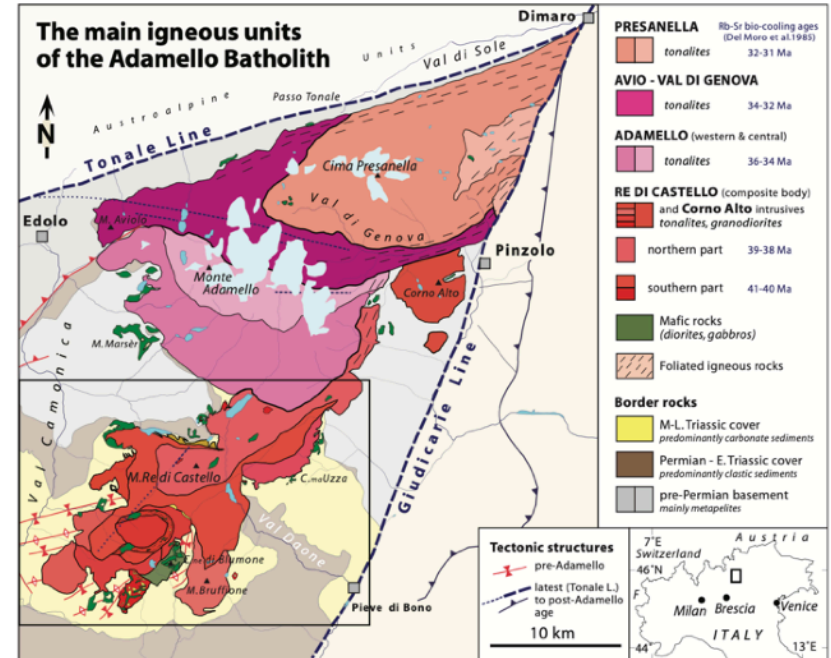 The main igneous units
of the Adamello Batholith
N
Dimaro
Units
Val di Sole
Passo Tonale
Austroalpine
Tonale Line
Cima Presanella
Val di Genova
Edolo
M. Aviolo
Pinzolo
Monte
Adamello
Corno Alto
M. Marsèr
Val Camonica
Giudicarie Line
M.Re di Castello
C.ma Uzza
Val Daone
C.ne di Blumone
M.Bruffione
Pieve di Bono
PRESANELLA
Rb-Sr bio-cooling ages
(Del Moro et al.1985)
tonalites 32-31 Ma
AVIO - VAL DI GENOVA
tonalites 34-32 Ma
ADAMELLO (western & central)
tonalites 36-34 Ma
RE DI CASTELLO (composite body)
and Corno Alto intrusives
tonalites, granodiorites
northern part 39-38 Ma
southern part 41-40 Ma
Mafic rocks
(diorites, gabbros)
Foliated igneous rocks
Border rocks
M-L. Triassic cover
predominantly carbonate sediments
Permian - E. Triassic cover
predominantly clastic sediments
pre-Permian basement
mainly metapelites
Tectonic structures
pre-Adamello
latest (Tonale L.)
to post-Adamello
age
10 km
7°E
Austria
Switzerland
46°N
F
Milan
Brescia
Venice
ITALY
44°
13°E